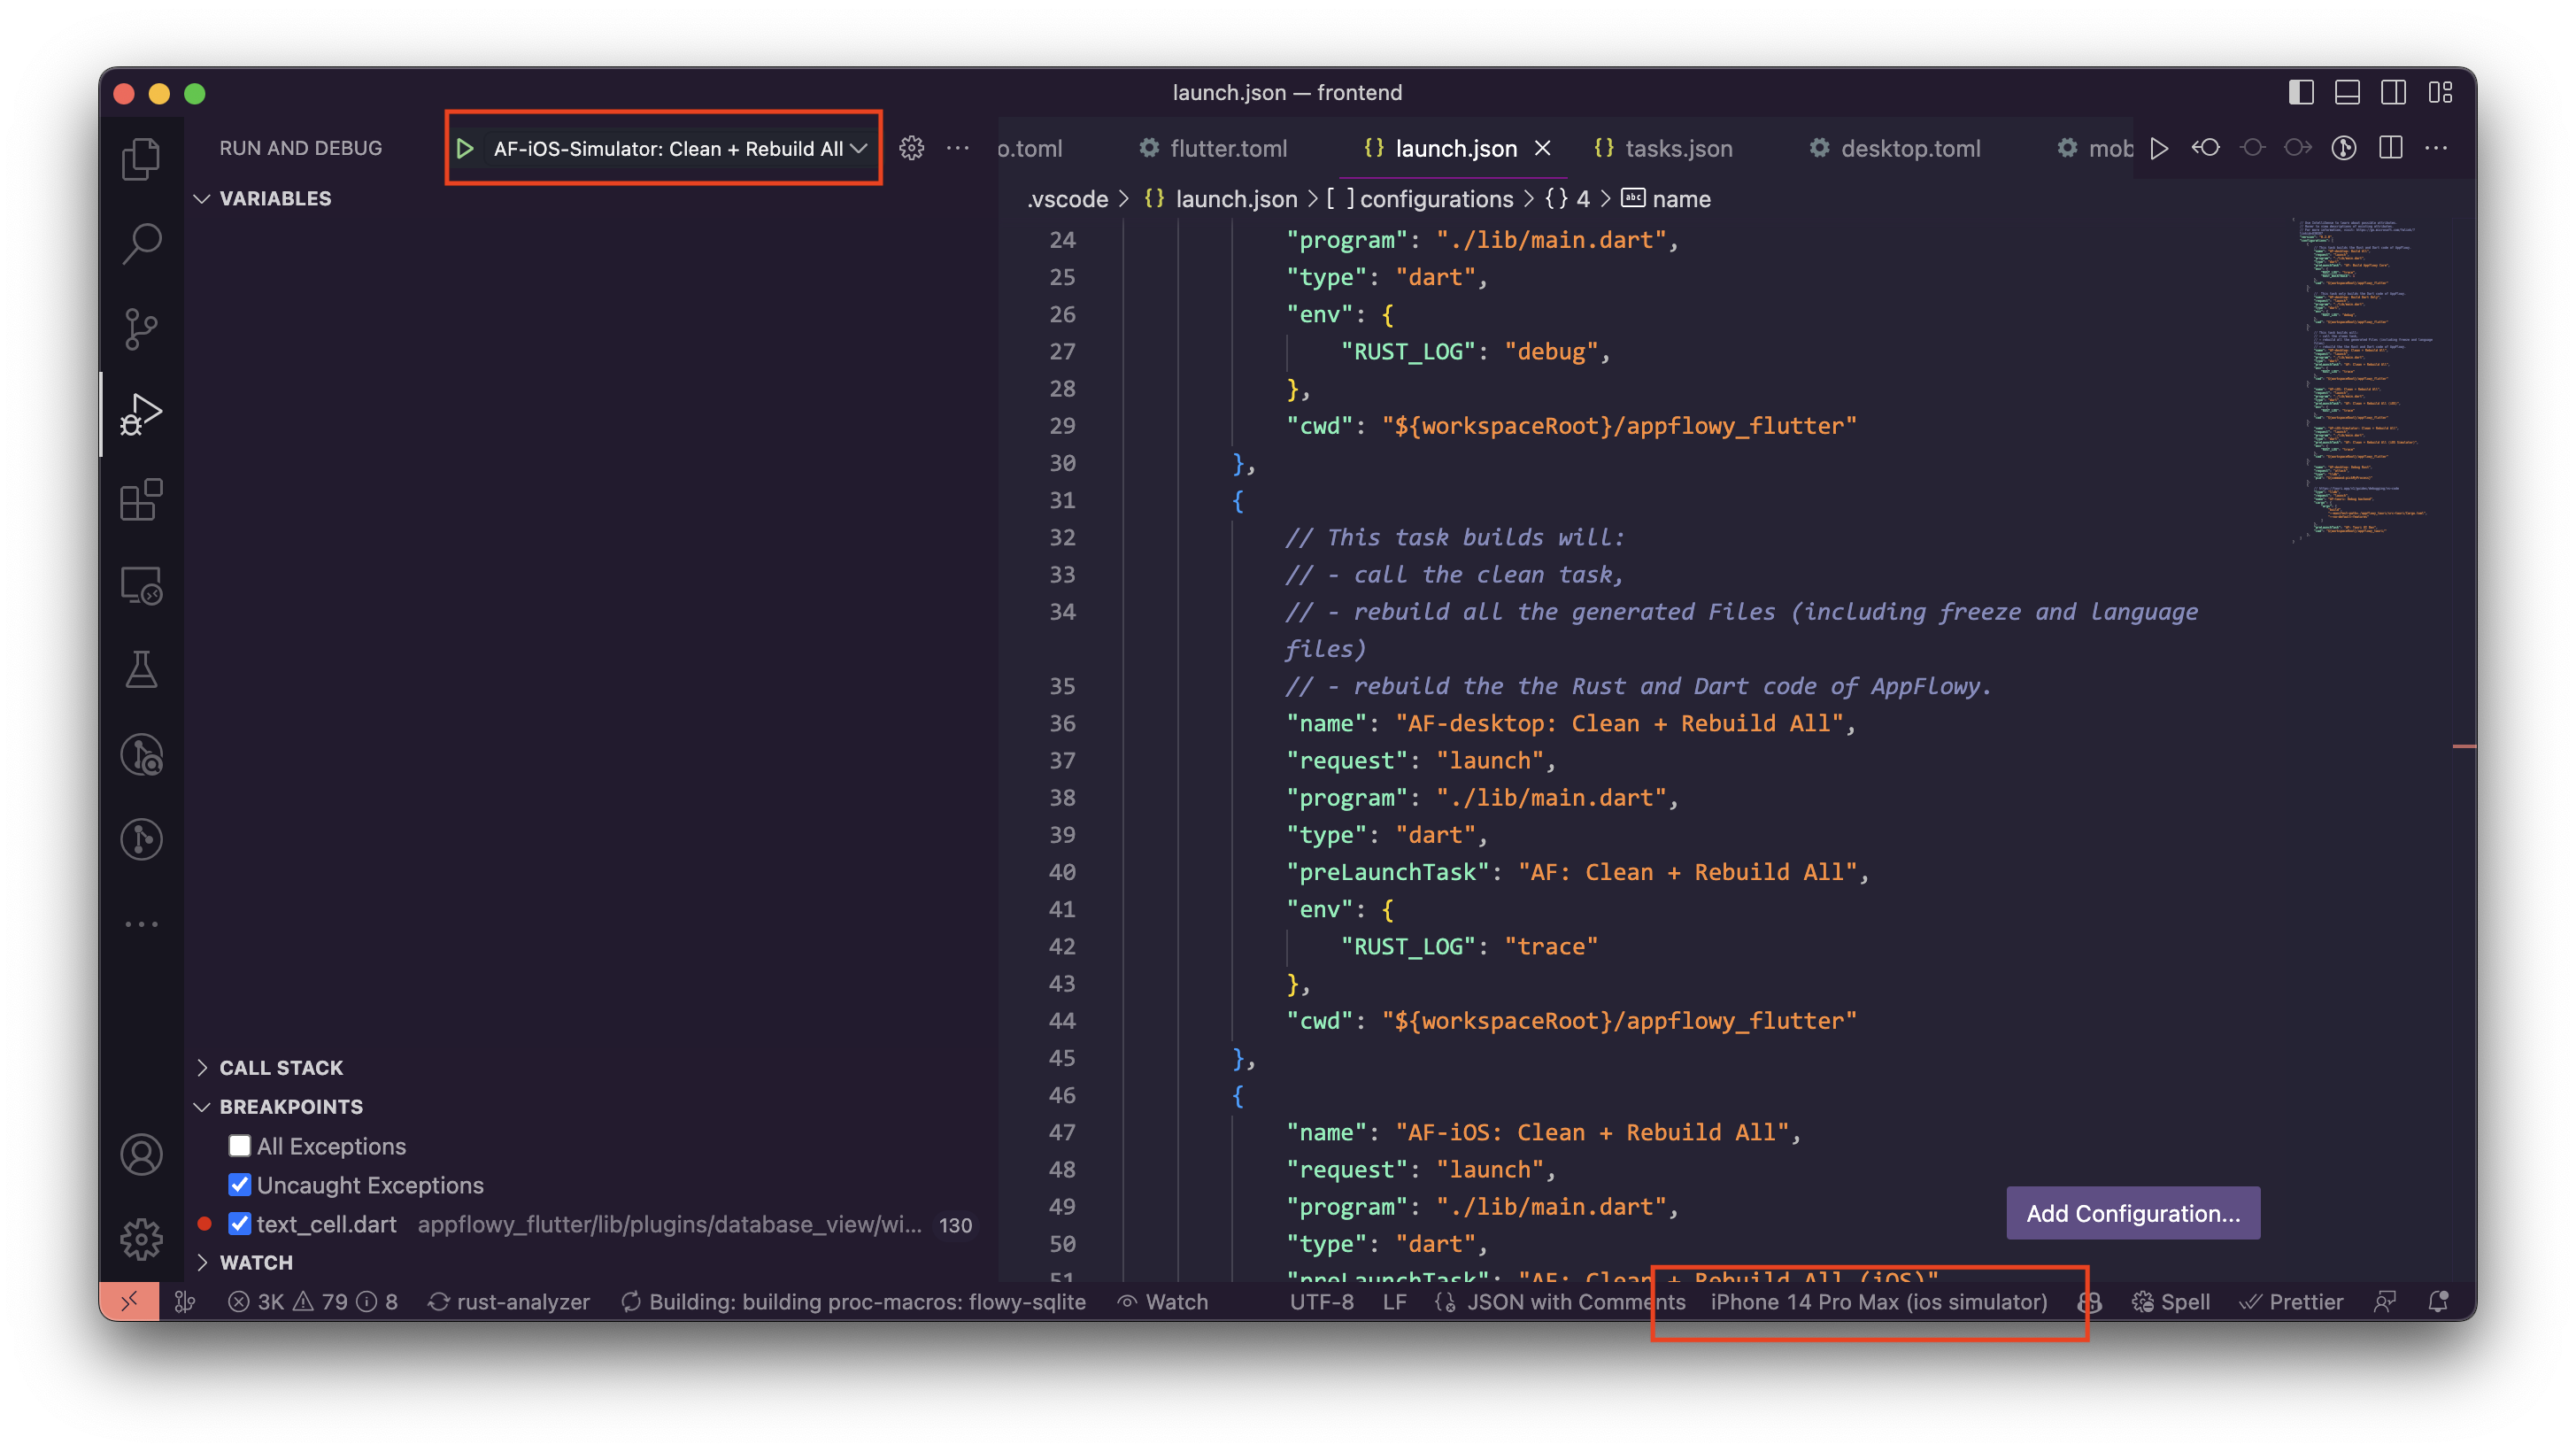 launch.json — frontend
RUN AND DEBUG
AF-iOS-Simulator: Clean + Rebuild All
o.toml
flutter.toml
{} launch.json
{} tasks.json
desktop.toml
mob
VARIABLES
.vscode > {} launch.json > [ ] configurations > {} 4 > abc name
24 "program": "./lib/main.dart",
25 "type": "dart",
26 "env": {
27 "RUST_LOG": "debug",
28 },
29 "cwd": "${workspaceRoot}/appflowy_flutter"
30 },
31 {
32 // This task builds will:
33 // - call the clean task,
34 // - rebuild all the generated Files (including freeze and language
files)
35 // - rebuild the the Rust and Dart code of AppFlowy.
36 "name": "AF-desktop: Clean + Rebuild All",
37 "request": "launch",
38 "program": "./lib/main.dart",
39 "type": "dart",
40 "preLaunchTask": "AF: Clean + Rebuild All",
41 "env": {
42 "RUST_LOG": "trace"
43 },
44 "cwd": "${workspaceRoot}/appflowy_flutter"
45 },
46 {
47 "name": "AF-iOS: Clean + Rebuild All",
48 "request": "launch",
49 "program": "./lib/main.dart",
50 "type": "dart",
51 "preLaunchTask": "AF: Clean + Rebuild All (iOS)"
CALL STACK
BREAKPOINTS
All Exceptions
Uncaught Exceptions
text_cell.dart appflowy_flutter/lib/plugins/database_view/wi... 130
WATCH
Add Configuration...
3K 79 8 rust-analyzer Building: building proc-macros: flowy-sqlite Watch UTF-8 LF JSON with Comments iPhone 14 Pro Max (ios simulator) Spell Prettier